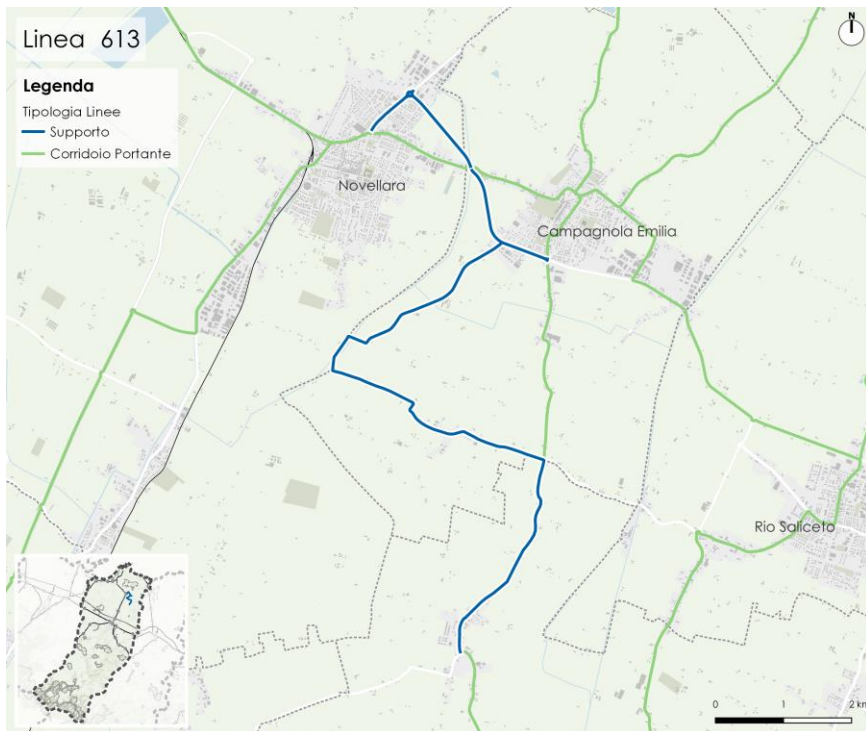 Linea 613
N
Legenda
Tipologia Linee
Supporto
Corridoio Portante
Novellara
Campagnola Emilia
Rio Saliceto
0 1 2 km